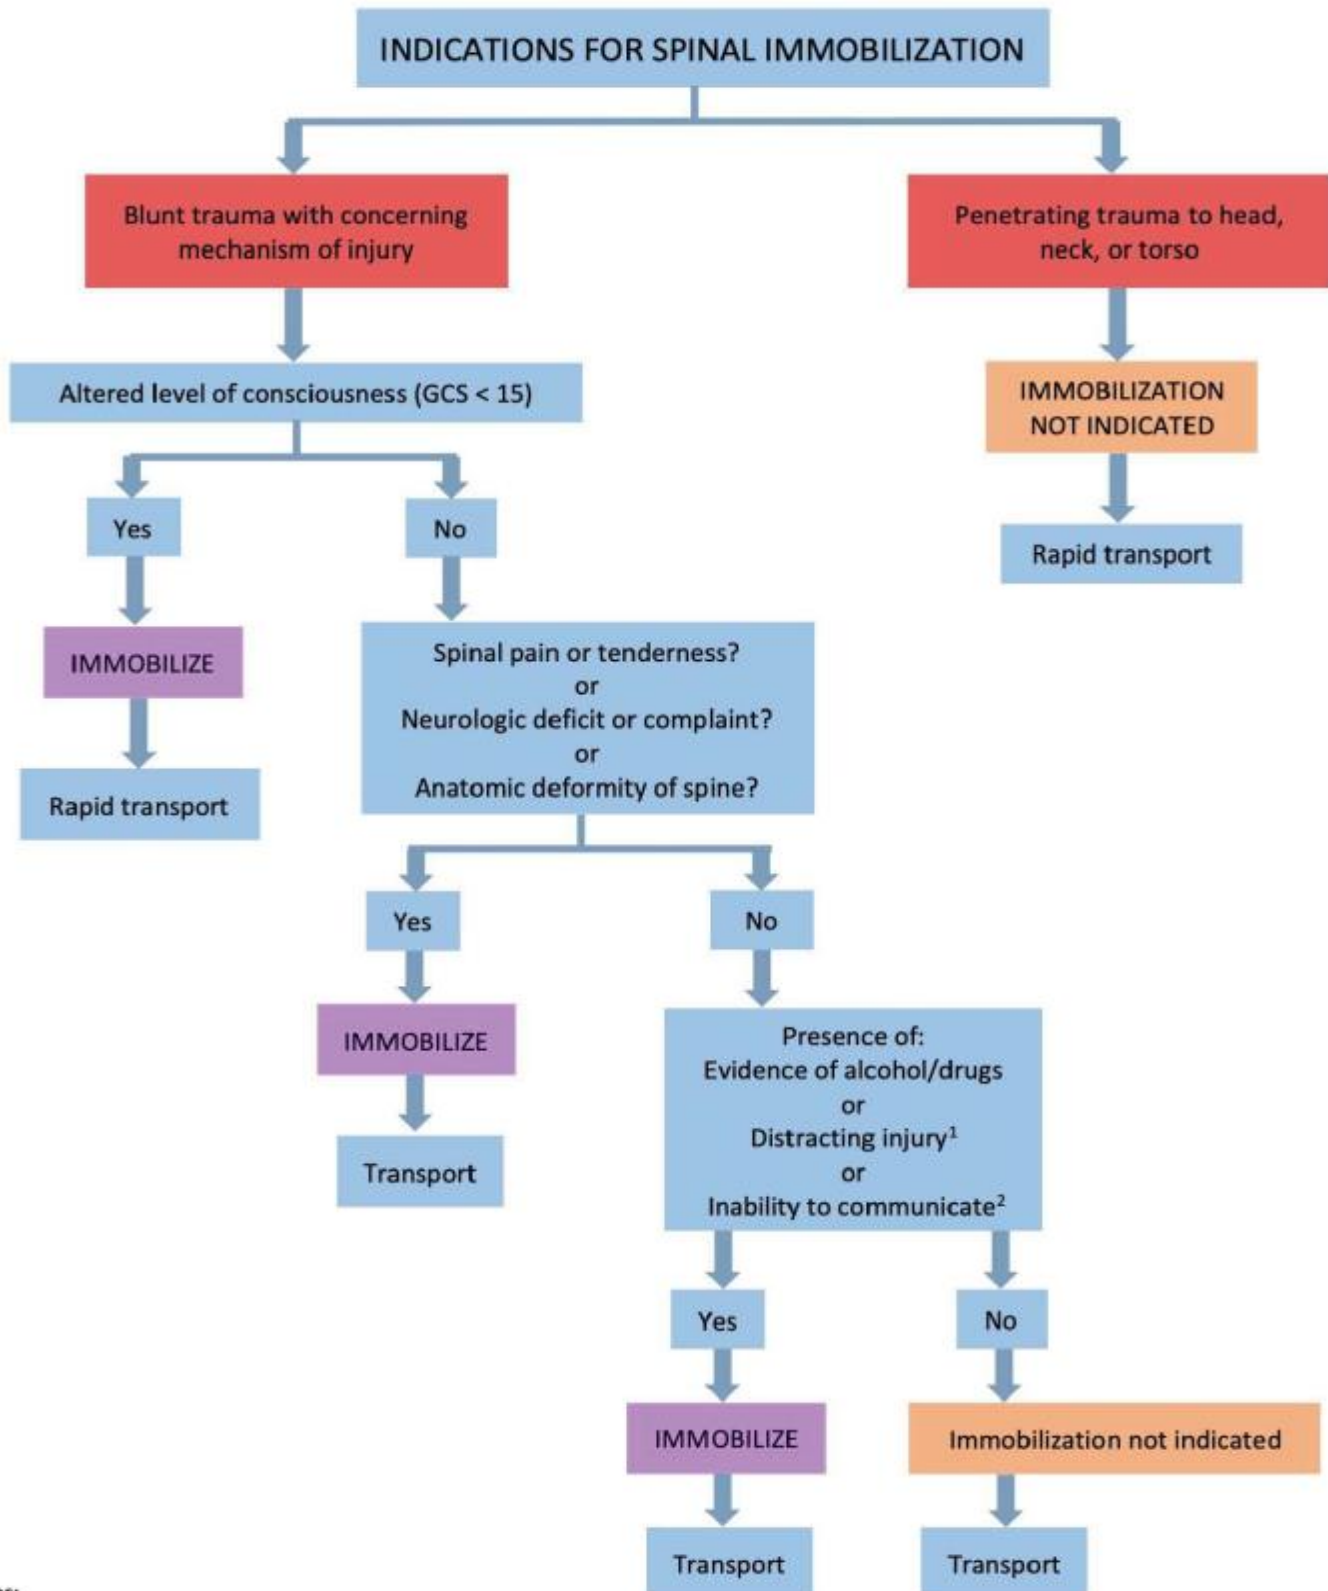 INDICATIONS FOR SPINAL IMMOBILIZATION
Blunt trauma with concerning
mechanism of injury
Penetrating trauma to head,
neck, or torso
Altered level of consciousness (GCS < 15)
IMMOBILIZATION
NOT INDICATED
Yes
No
Rapid transport
IMMOBILIZE
Spinal pain or tenderness?
or
Neurologic deficit or complaint?
or
Anatomic deformity of spine?
Rapid transport
Yes
No
IMMOBILIZE
Presence of:
Evidence of alcohol/drugs
or
Distracting injury¹
or
Inability to communicate²
Transport
Yes
No
IMMOBILIZE
Immobilization not indicated
Transport
Transport